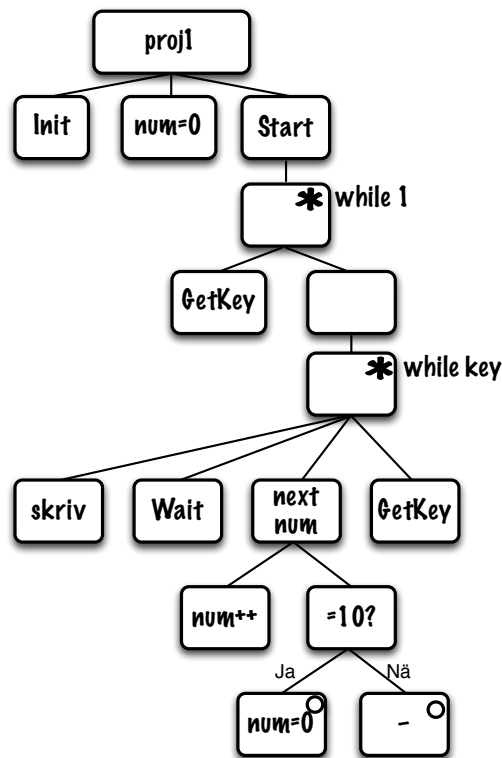 proj1
Init
num=0
Start
* while 1
GetKey
* while key
skriv
Wait
next
num
GetKey
num++
=10?
Ja
Nä
num=0
-